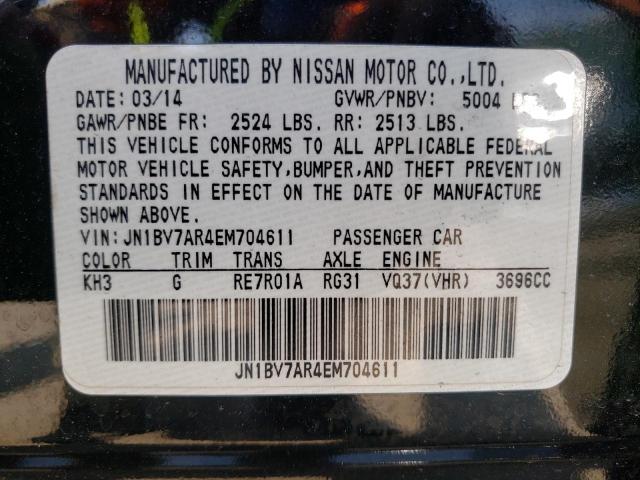 MANUFACTURED BY NISSAN MOTOR CO.,LTD.
DATE: 03/14 GVWR/PNBV: 5004 LBS.
GAWR/PNBE FR: 2524 LBS. RR: 2513 LBS.
THIS VEHICLE CONFORMS TO ALL APPLICABLE FEDERAL
MOTOR VEHICLE SAFETY,BUMPER,AND THEFT PREVENTION
STANDARDS IN EFFECT ON THE DATE OF MANUFACTURE
SHOWN ABOVE.
VIN:JN1BV7AR4EM704611 PASSENGER CAR
COLOR TRIM TRANS AXLE ENGINE
KH3 G RE7R01A RG31 VQ37(VHR) 3696CC
JN1BV7AR4EM704611